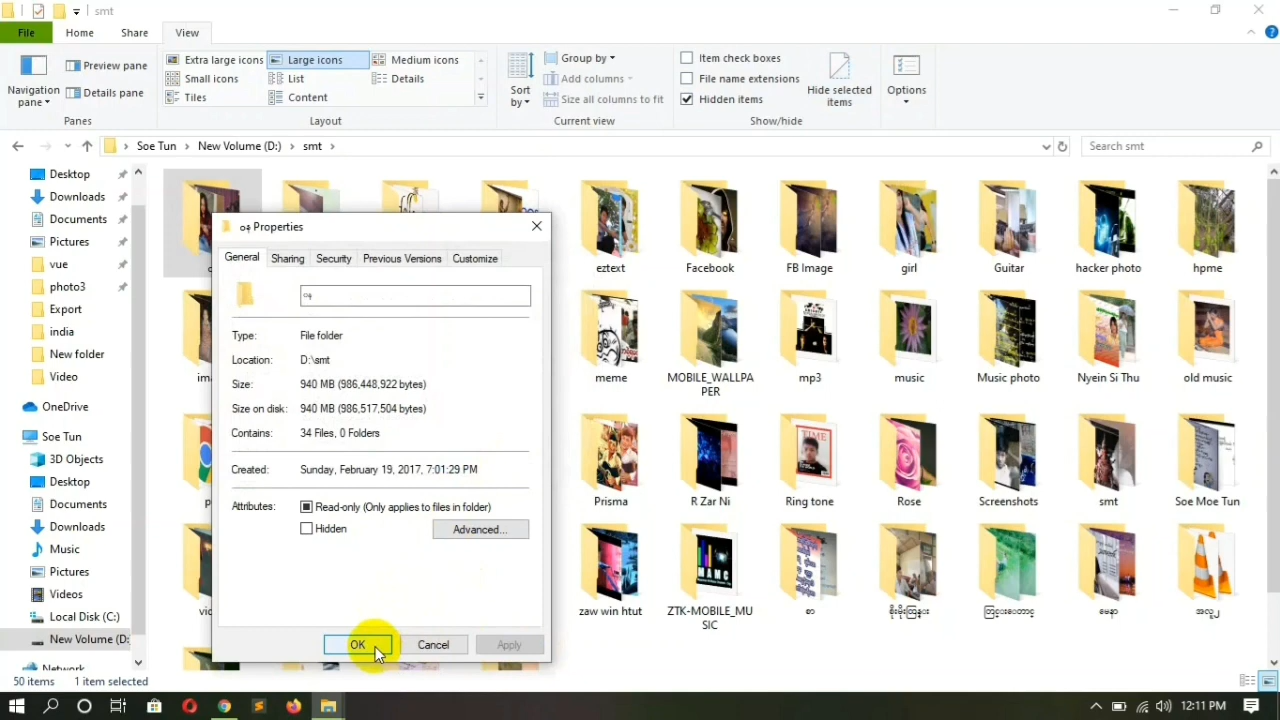 smt
File
Home
Share
View
Navigation pane
Preview pane
Details pane
Panes
Extra large icons
Large icons
Medium icons
Small icons
List
Details
Tiles
Content
Layout
Sort by
Group by
Add columns
Size all columns to fit
Current view
Item check boxes
File name extensions
Hidden items
Hide selected items
Show/hide
Options
Soe Tun > New Volume (D:) > smt >
Search smt
Desktop
Downloads
Documents
Pictures
vue
photo3
Export
india
New folder
Video
OneDrive
Soe Tun
3D Objects
Desktop
Documents
Downloads
Music
Pictures
Videos
Local Disk (C:)
New Volume (D:
Network
Properties
General
Sharing
Security
Previous Versions
Customize
Type: File folder
Location: D:\smt
Size: 940 MB (986,448,922 bytes)
Size on disk: 940 MB (986,517,504 bytes)
Contains: 34 Files, 0 Folders
Created: Sunday, February 19, 2017, 7:01:29 PM
Attributes:
Read-only (Only applies to files in folder)
Hidden
Advanced...
OK
Cancel
Apply
eztext
Facebook
FB Image
girl
Guitar
hacker photo
hpme
meme
MOBILE_WALLPA
PER
mp3
music
Music photo
Nyein Si Thu
old music
Prisma
R Zar Ni
Ring tone
TIME
Rose
Screenshots
smt
Soe Moe Tun
zaw win htut
ZTK-MOBILE_MU
SIC
MAMC
စာ
မေနာ
အလူ၂
50 items
1 item selected
12:11 PM